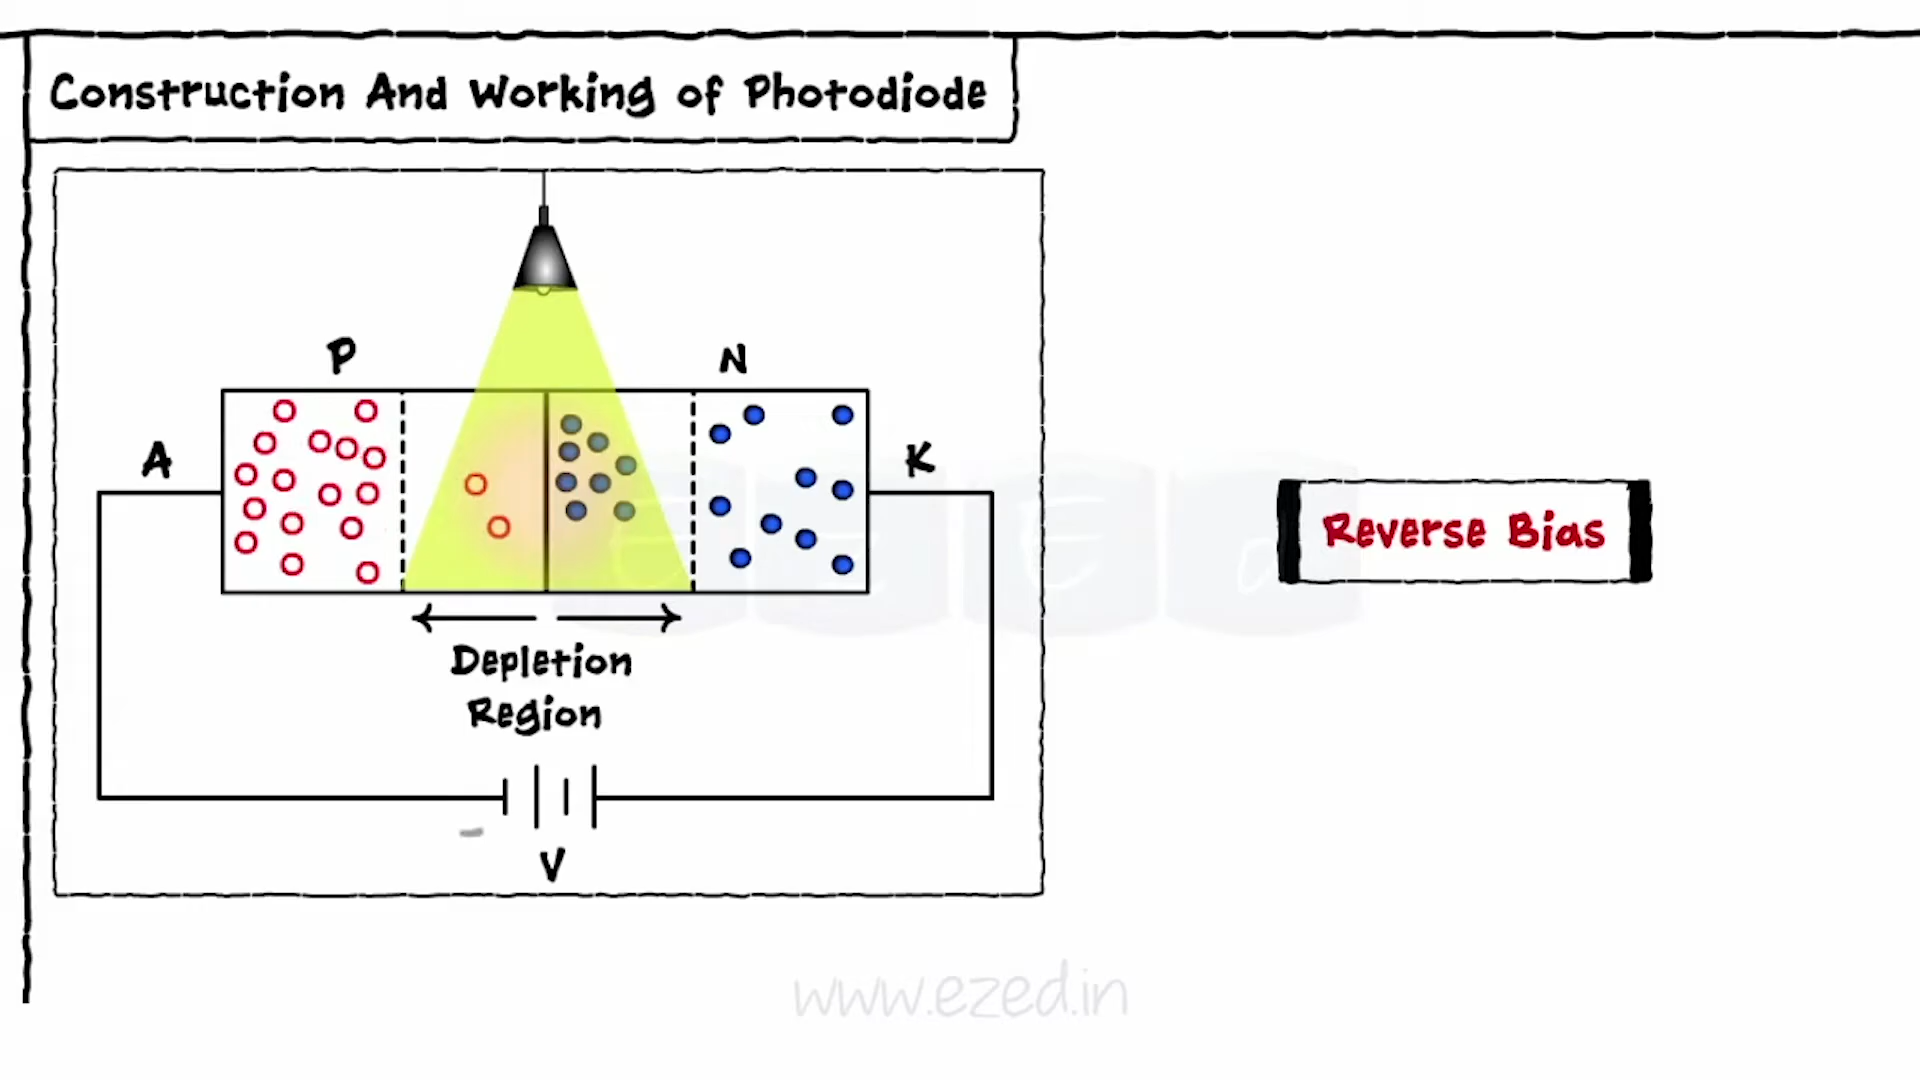 Construction And Working of Photodiode
P
N
A
K
Reverse Bias
Depletion
Region
-
V
www.ezed.in